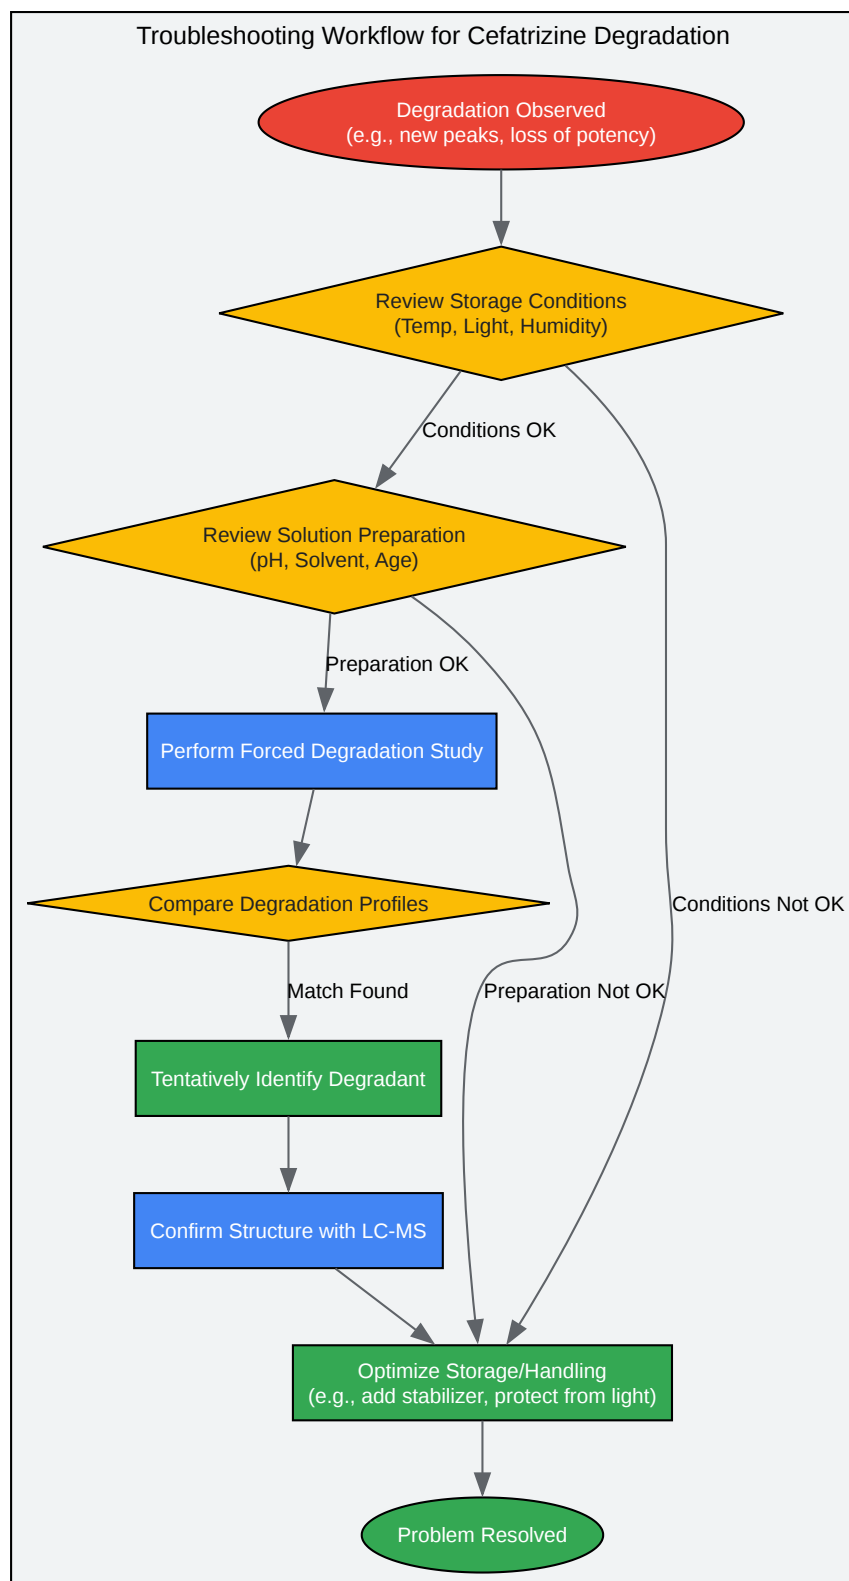 Troubleshooting Workflow for Cefatrizine Degradation
Degradation Observed
(e.g., new peaks, loss of potency)
Review Storage Conditions
(Temp, Light, Humidity)
Conditions OK
Review Solution Preparation
(pH, Solvent, Age)
Preparation OK
Perform Forced Degradation Study
Compare Degradation Profiles
Conditions Not OK
Match Found
Preparation Not OK
Tentatively Identify Degradant
Confirm Structure with LC-MS
Optimize Storage/Handling
(e.g., add stabilizer, protect from light)
Problem Resolved